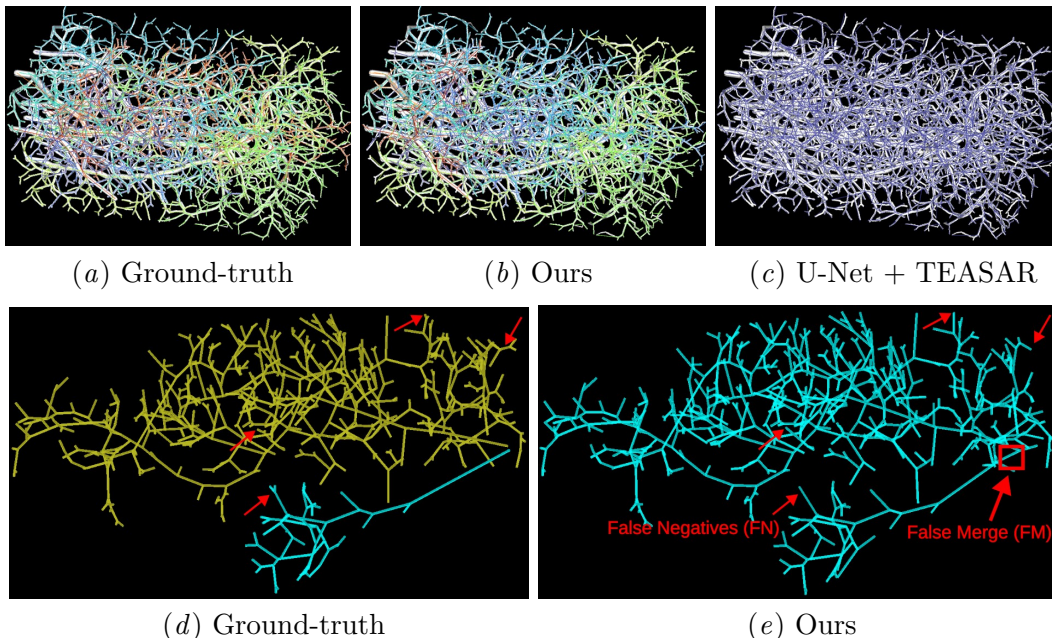 (a) Ground-truth
(b) Ours
(c) U-Net + TEASAR
False Negatives (FN)
False Merge (FM)
(d) Ground-truth
(e) Ours